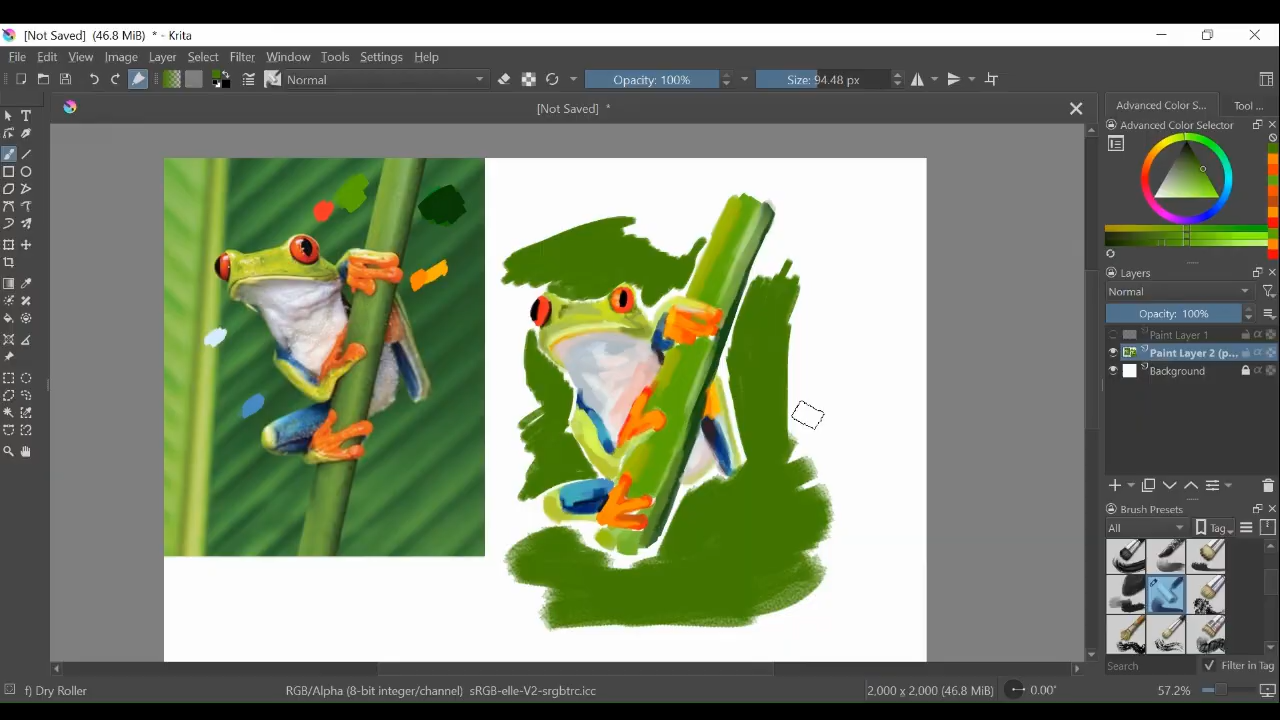 [Not Saved] (46.8 MiB) * - Krita
File Edit View Image Layer Select Filter Window Tools Settings Help
Normal Opacity: 100% Size: 94.48 px
[Not Saved] *
Advanced Color S... Tool ...
Advanced Color Selector
Layers
Normal
Opacity: 100%
Paint Layer 1
Paint Layer 2 (p...
Background
Brush Presets
All Tag
Search Filter in Tag
f) Dry Roller RGB/Alpha (8-bit integer/channel) sRGB-elle-V2-srgbtrc.icc 2,000 x 2,000 (46.8 MiB) 0.00° 57.2%